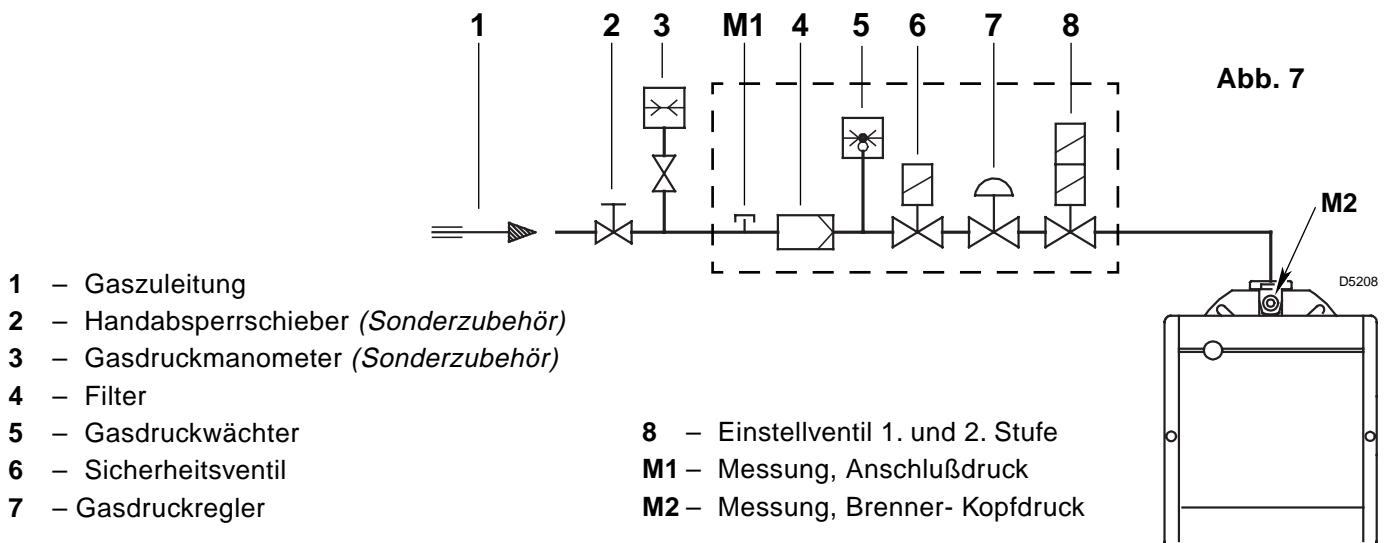 1 2 3 M1 4 5 6 7 8
Abb. 7
M2
D5208
1 – Gaszuleitung
2 – Handabsperrschieber (Sonderzubehör)
3 – Gasdruckmanometer (Sonderzubehör)
4 – Filter
5 – Gasdruckwächter
6 – Sicherheitsventil
7 – Gasdruckregler
8 – Einstellventil 1. und 2. Stufe
M1 – Messung, Anschlußdruck
M2 – Messung, Brenner- Kopfdruck